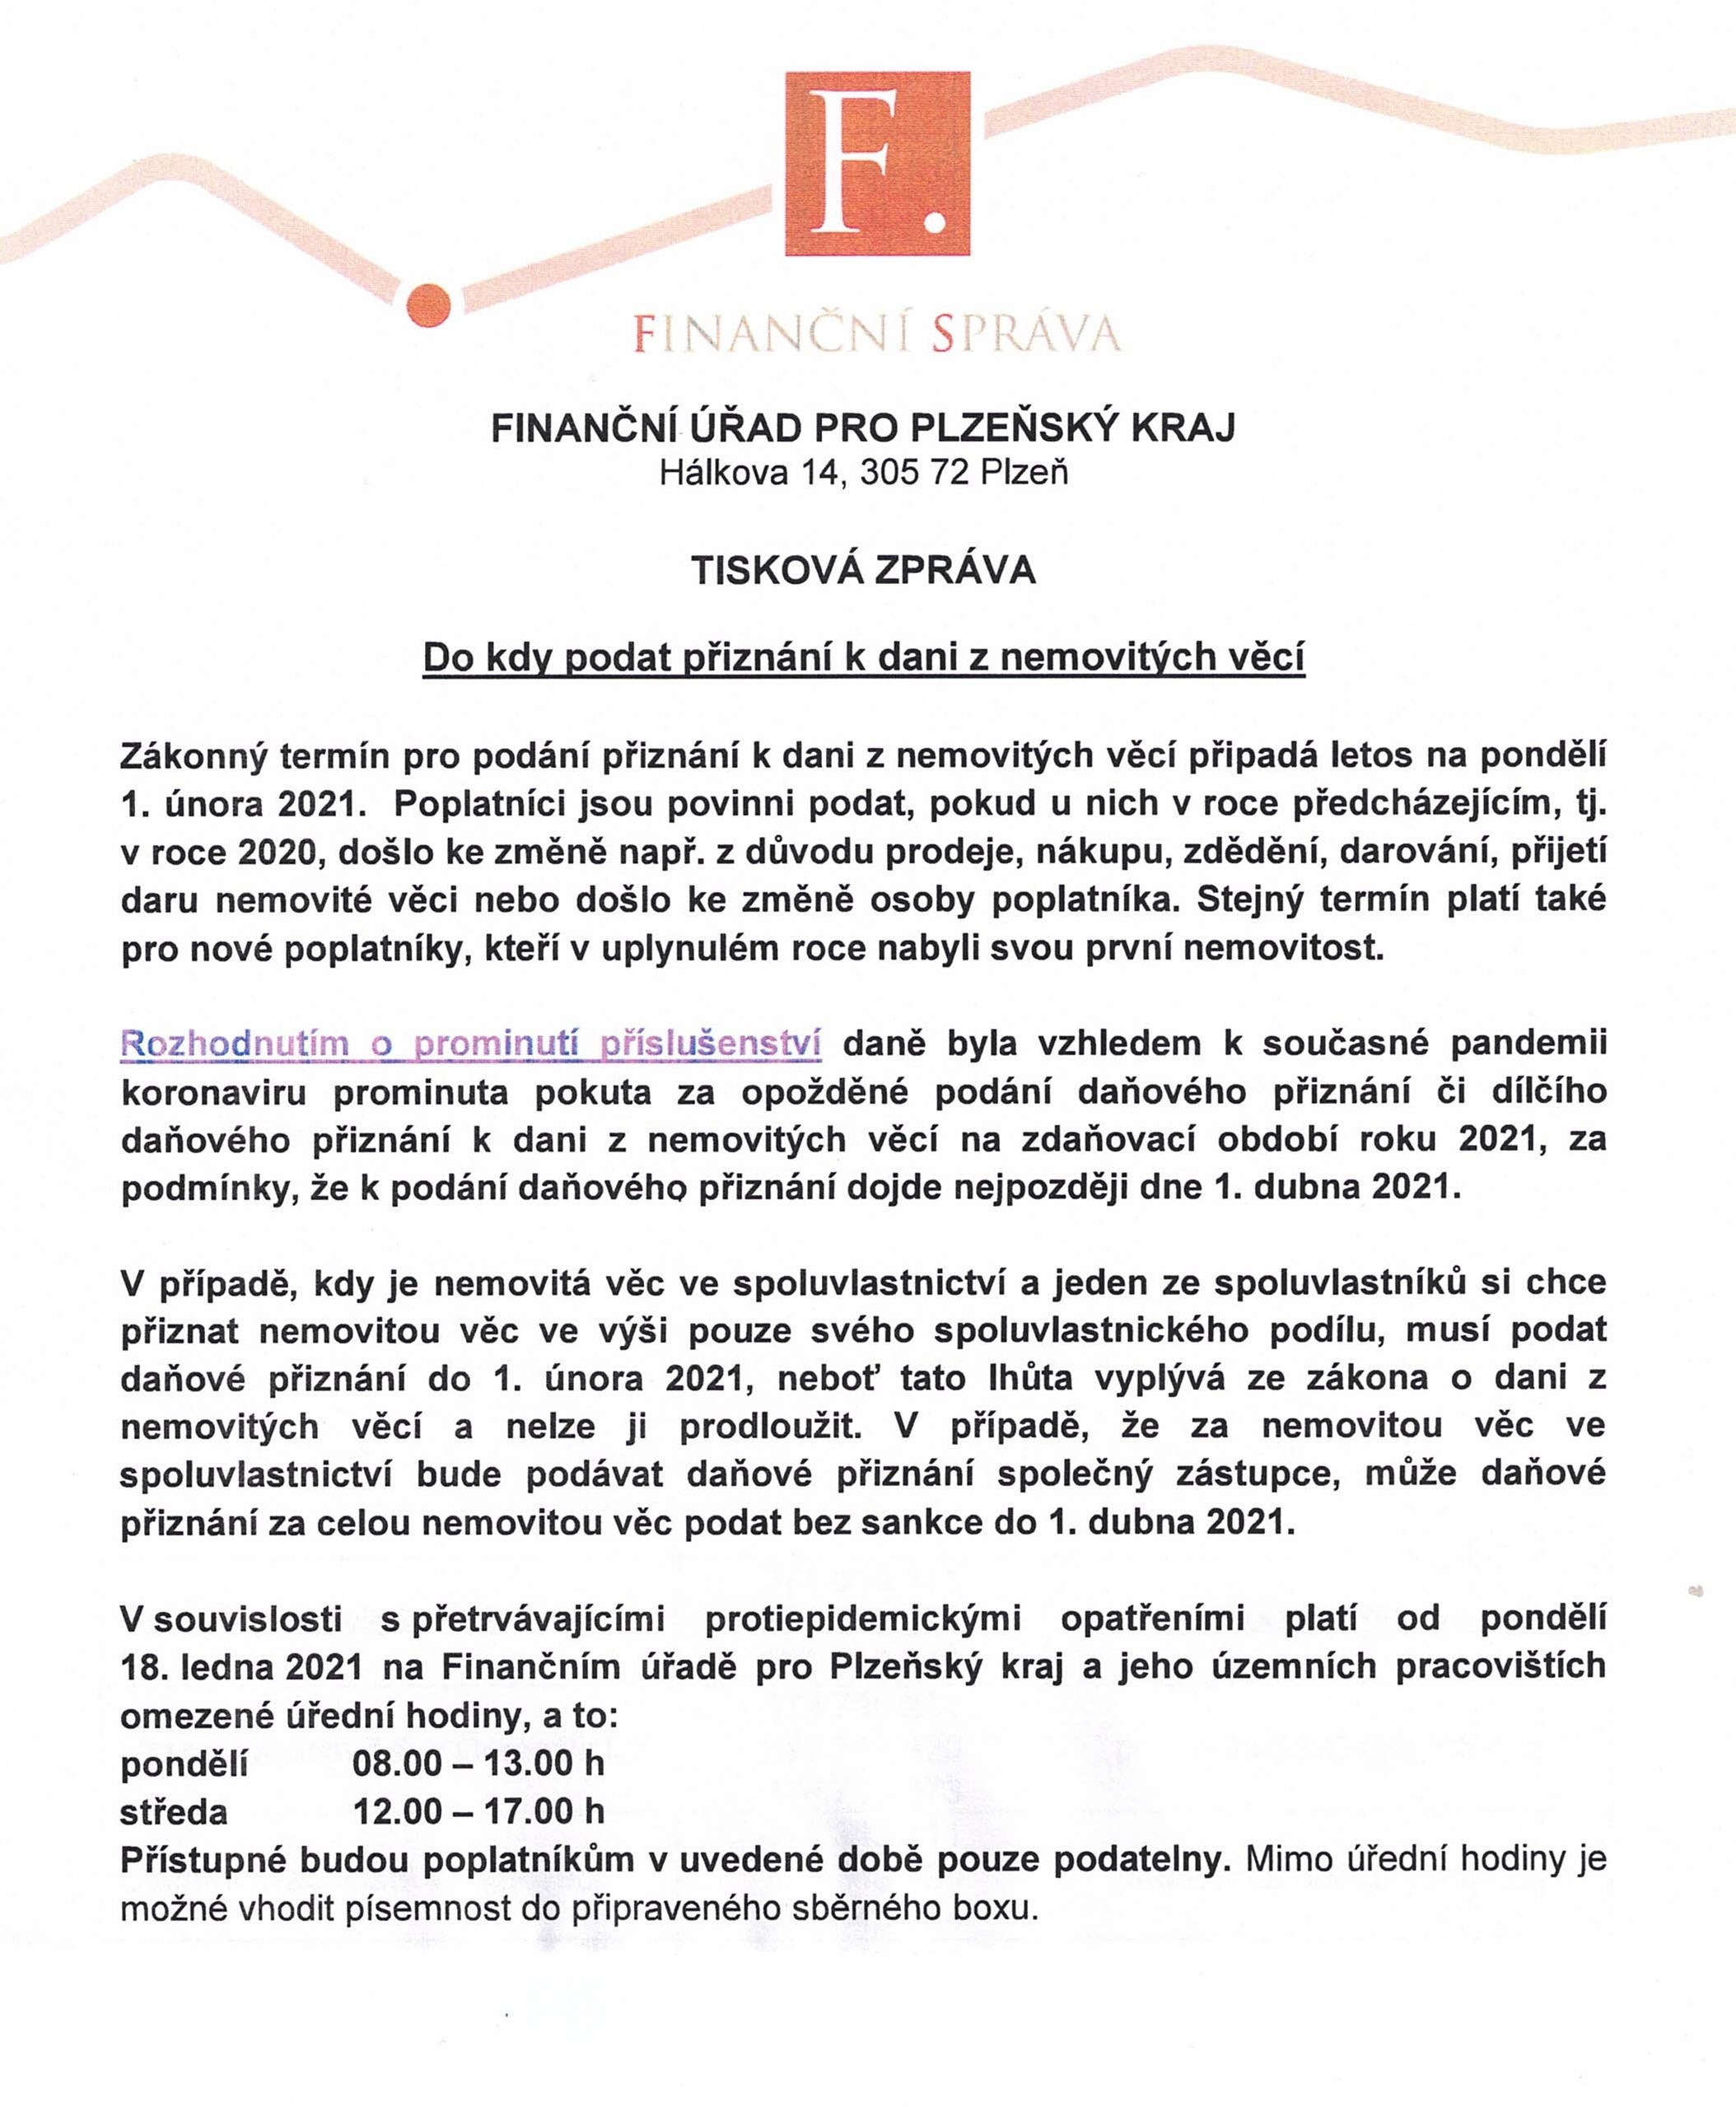 F.
FINANČNÍ SPRÁVA
FINANČNÍ ÚŘAD PRO PLZEŇSKÝ KRAJ
Hálkova 14, 305 72 Plzeň
TISKOVÁ ZPRÁVA
Do kdy podat přiznání k dani z nemovitých věcí
Zákonný termín pro podání přiznání k dani z nemovitých věcí připadá letos na pondělí
1. února 2021. Poplatníci jsou povinni podat, pokud u nich v roce předcházejícím, tj.
v roce 2020, došlo ke změně např. z důvodu prodeje, nákupu, zdědění, darování, přijetí
daru nemovité věci nebo došlo ke změně osoby poplatníka. Stejný termín platí také
pro nové poplatníky, kteří v uplynulém roce nabyli svou první nemovitost.
Rozhodnutím o prominutí příslušenství daně byla vzhledem k současné pandemii
koronaviru prominuta pokuta za opožděné podání daňového přiznání či dílčího
daňového přiznání k dani z nemovitých věcí na zdaňovací období roku 2021, za
podmínky, že k podání daňového přiznání dojde nejpozději dne 1. dubna 2021.
V případě, kdy je nemovitá věc ve spoluvlastnictví a jeden ze spoluvlastníků si chce
přiznat nemovitou věc ve výši pouze svého spoluvlastnického podílu, musí podat
daňové přiznání do 1. února 2021, neboť tato lhůta vyplývá ze zákona o dani z
nemovitých věcí a nelze ji prodloužit. V případě, že za nemovitou věc ve
spoluvlastnictví bude podávat daňové přiznání společný zástupce, může daňové
přiznání za celou nemovitou věc podat bez sankce do 1. dubna 2021.
V souvislosti s přetrvávajícími protiepidemickými opatřeními platí od pondělí
18. ledna 2021 na Finančním úřadě pro Plzeňský kraj a jeho územních pracovištích
omezené úřední hodiny, a to:
pondělí 08.00 – 13.00 h
středa 12.00 – 17.00 h
Přístupné budou poplatníkům v uvedené době pouze podatelny. Mimo úřední hodiny je
možné vhodit písemnost do připraveného sběrného boxu.